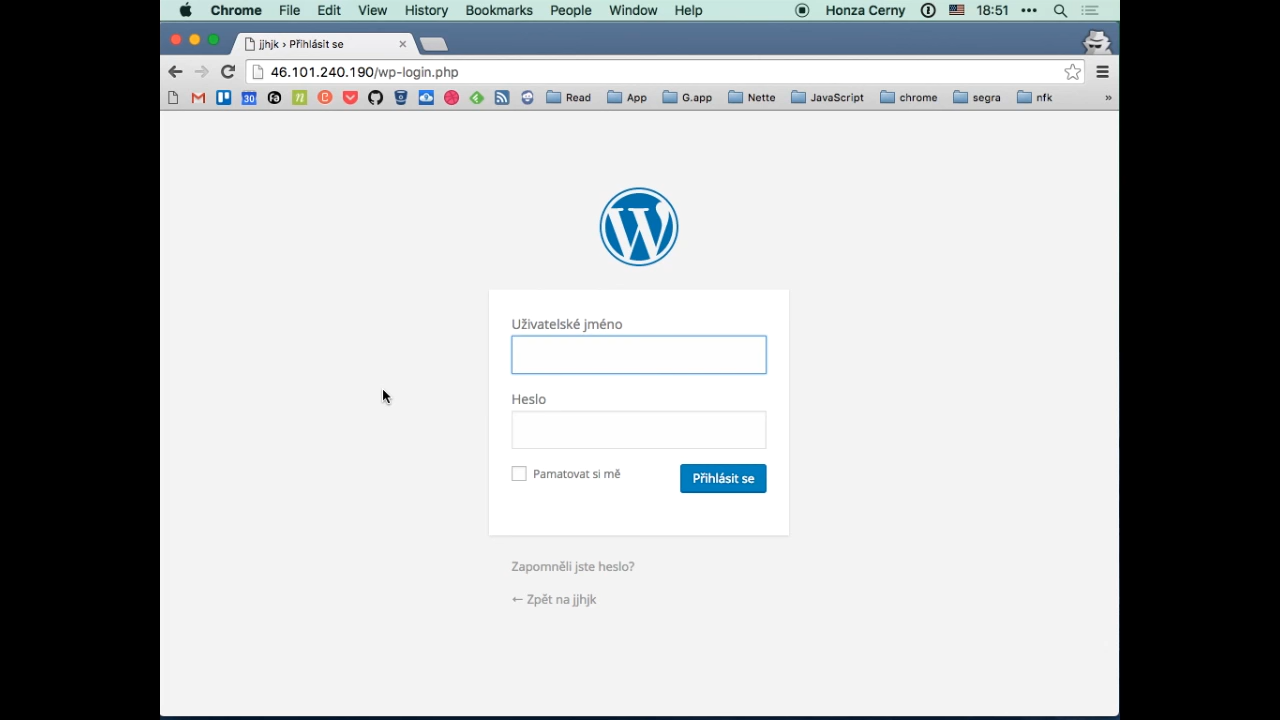 Chrome File Edit View History Bookmarks People Window Help Honza Cerny 18:51
jjhjk › Přihlásit se
46.101.240.190/wp-login.php
30 Read App G.app Nette JavaScript chrome segra nfk »
Uživatelské jméno
Heslo
Pamatovat si mě Přihlásit se
Zapomněli jste heslo?
← Zpět na jjhjk